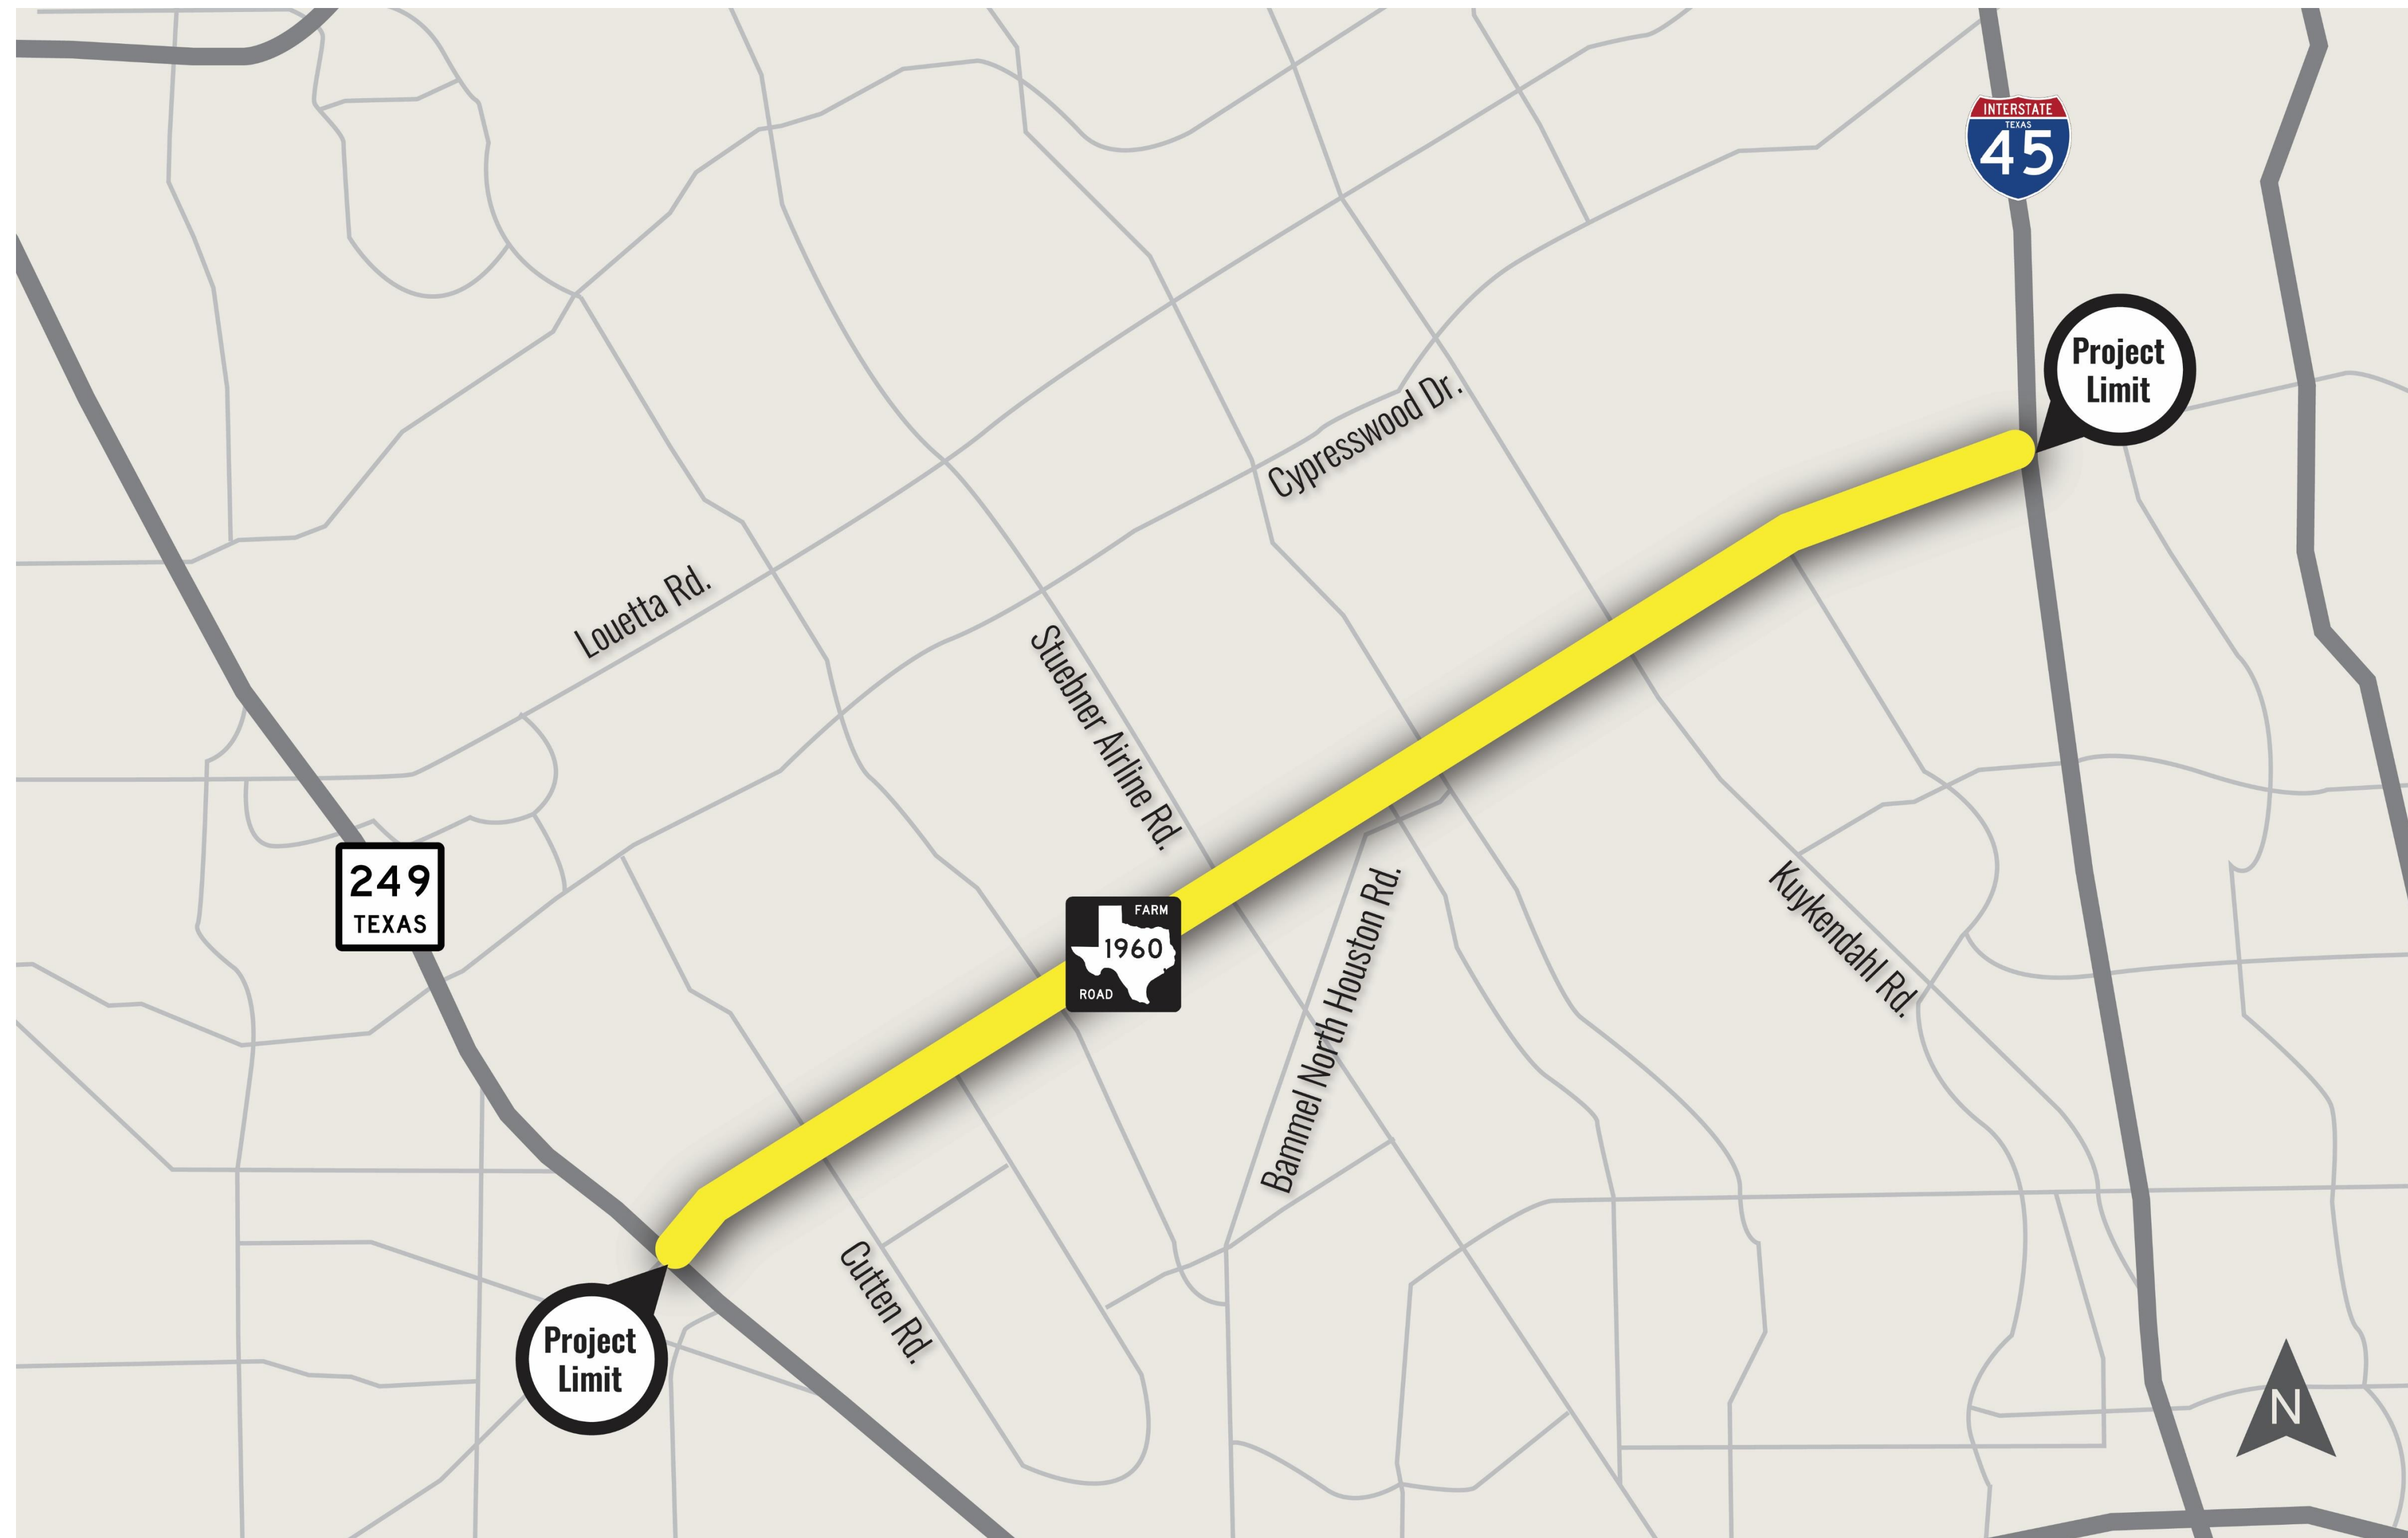 INTERSTATE
TEXAS
45
Project
Limit
Cypresswood Dr.
Louetta Rd.
Stuebner Airline Rd.
249
TEXAS
FARM
1960
ROAD
Bammel North Houston Rd.
Kuykendahl Rd.
Cutten Rd.
Project
Limit
N